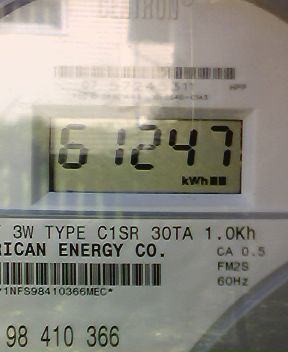 61247
kWh
3W TYPE C1SR 30TA 1.0Kh
RICAN ENERGY CO.
CA 0.5
FM2S
60Hz
*1NFS98410366MEC*
98 410 366